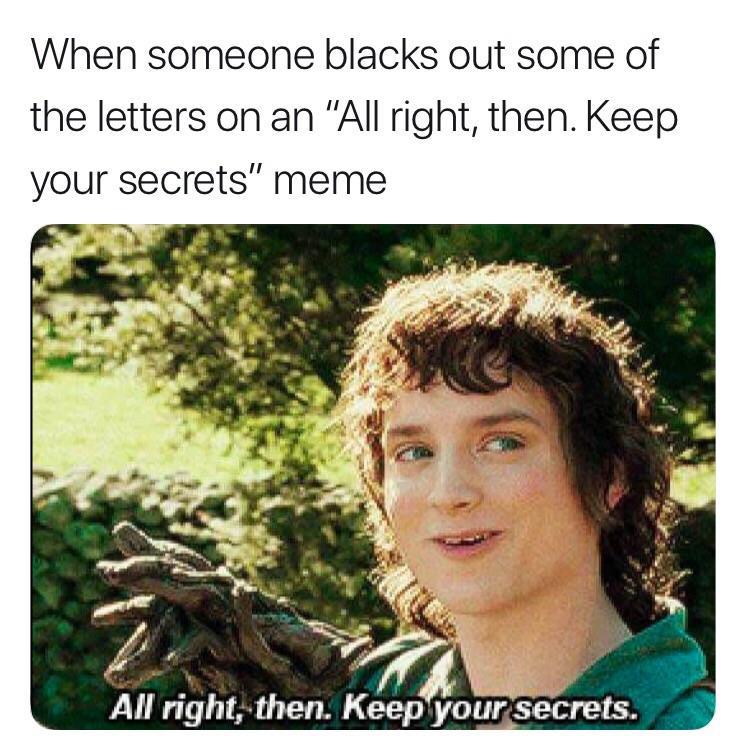 When someone blacks out some of
the letters on an “All right, then. Keep
your secrets” meme
All right, then. Keep your secrets.